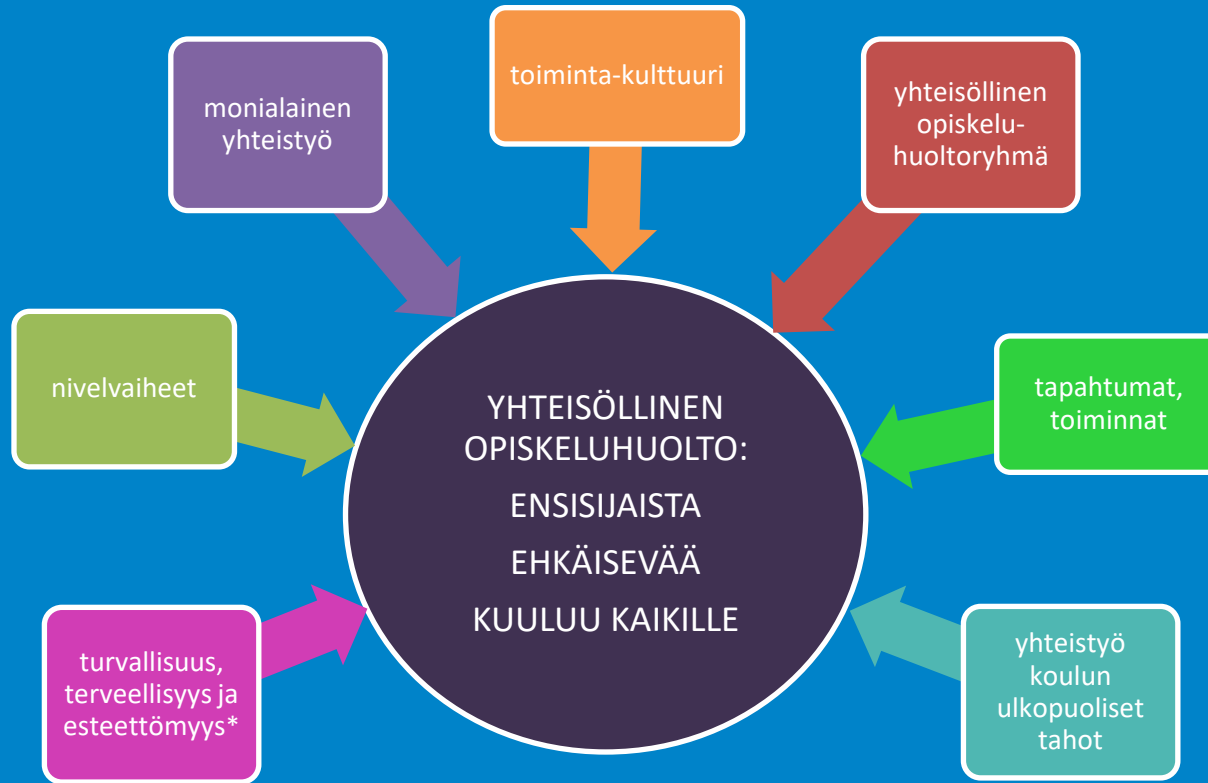 toiminta-kulttuuri
monialainen
yhteistyö
yhteisöllinen
opiskelu-
huoltoryhmä
nivelvaiheet
tapahtumat,
toiminnat
YHTEISÖLLINEN
OPISKELUHUOLTO:
ENSISIJAISTA
EHKÄISEVÄÄ
KUULUU KAIKILLE
turvallisuus,
terveellisyys ja
esteettömyys*
yhteistyö
koulun
ulkopuoliset
tahot